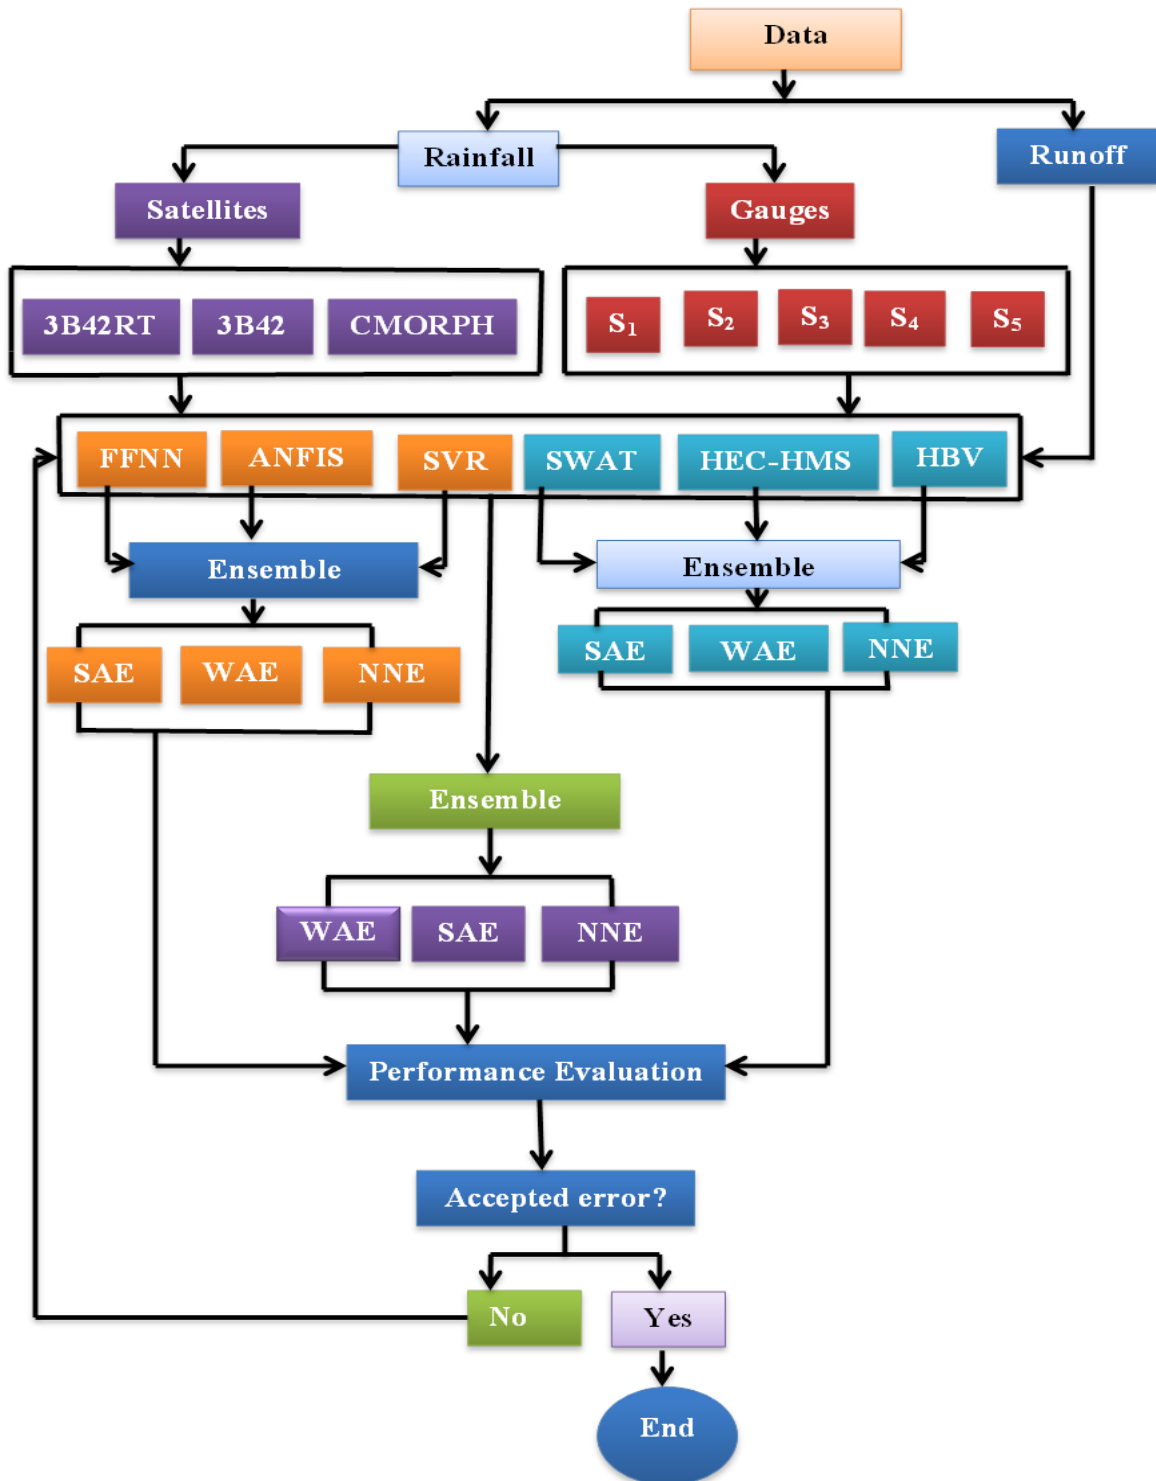 Data
Rainfall
Runoff
Satellites
Gauges
3B42RT
3B42
CMORPH
S1
S2
S3
S4
S5
FFNN
ANFIS
SVR
SWAT
HEC-HMS
HBV
Ensemble
Ensemble
SAE
WAE
NNE
SAE
WAE
NNE
Ensemble
WAE
SAE
NNE
Performance Evaluation
Accepted error?
No
Yes
End